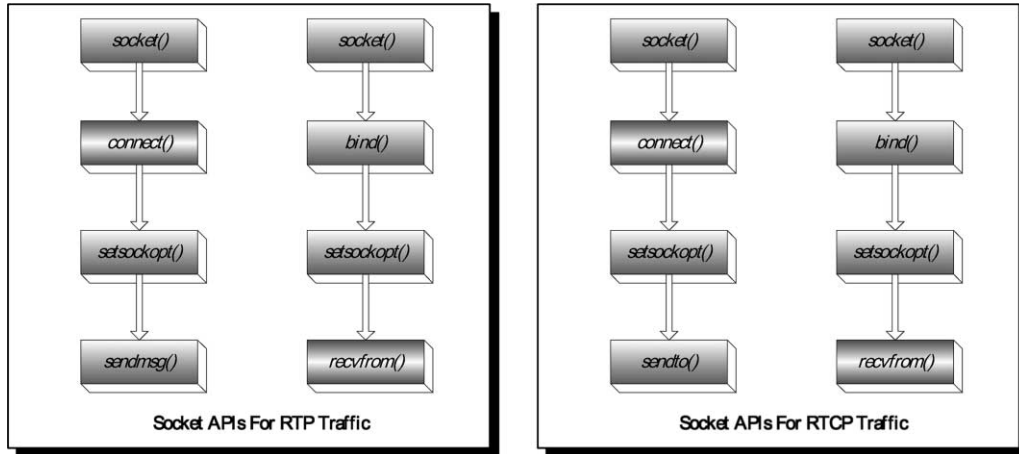 socket()
socket()
connect()
bind()
setsockopt()
setsockopt()
sendmsg()
recvfrom()
Socket APIs For RTP Traffic
socket()
socket()
connect()
bind()
setsockopt()
setsockopt()
sendto()
recvfrom()
Socket APIs For RTCP Traffic